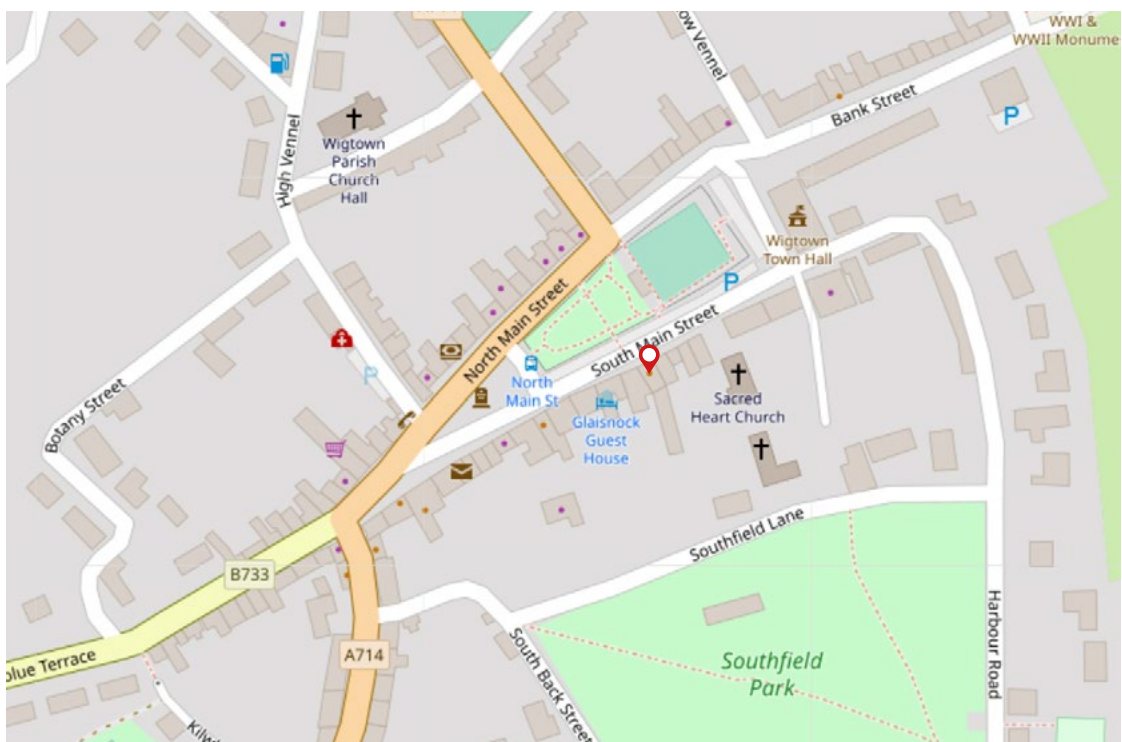 WWI &
WWII Monume
ow Vennel
Bank Street
P
High Vennel
Wigtown
Parish
Church
Hall
Wigtown
Town Hall
P
North Main Street
South Main Street
P
North
Main St
Botany Street
Glaisnock
Guest
House
Sacred
Heart Church
Southfield Lane
B733
Harbour Road
A714
South Back Street
Southfield
Park
olue Terrace
Kilw